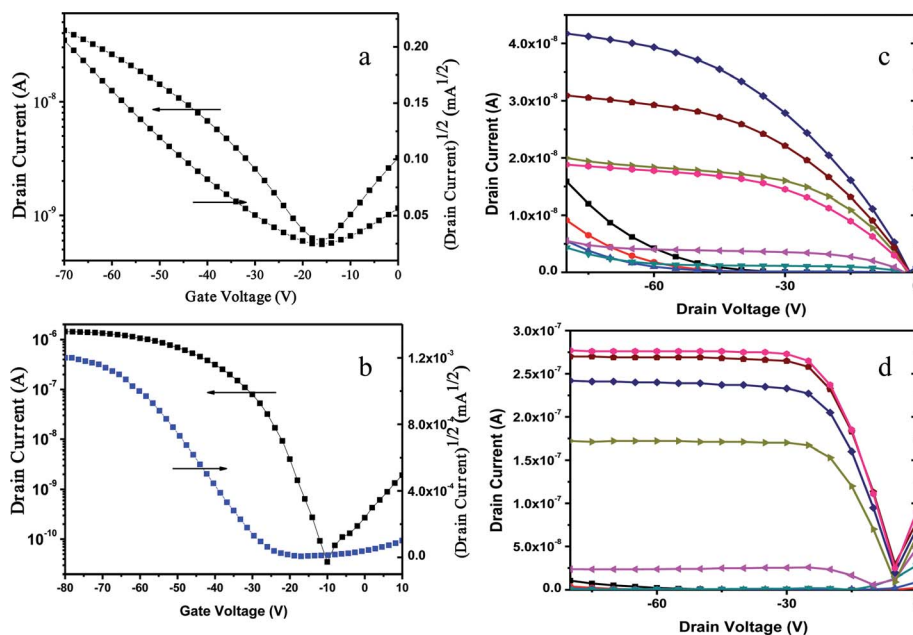 a
Drain Current (A)
10⁻⁸
10⁻⁹
0.20
0.15
0.10
0.05
(Drain Current)^1/2 (mA^1/2)
-70 -60 -50 -40 -30 -20 -10 0
Gate Voltage (V)
c
Drain Current (A)
4.0x10⁻⁸
3.0x10⁻⁸
2.0x10⁻⁸
1.0x10⁻⁸
0.0
-60 -30
Drain Voltage (V)
b
Drain Current (A)
10⁻⁶
10⁻⁷
10⁻⁸
10⁻⁹
10⁻¹⁰
1.2x10⁻³
8.0x10⁻⁴
4.0x10⁻⁴
0.0
(Drain Current)^1/2 (mA^1/2)
-80 -70 -60 -50 -40 -30 -20 -10 0 10
Gate Voltage (V)
d
Drain Current (A)
3.0x10⁻⁷
2.5x10⁻⁷
2.0x10⁻⁷
1.5x10⁻⁷
1.0x10⁻⁷
5.0x10⁻⁸
0.0
-60 -30
Drain Voltage (V)